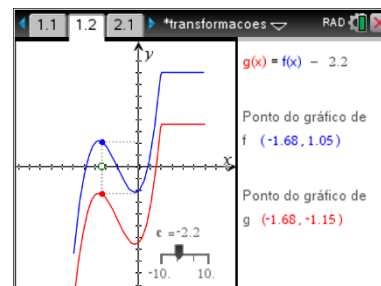 1.1 1.2 2.1 *transformacoes RAD
y
g(x) = f(x) − 2.2
Ponto do gráfico de
f (-1.68, 1.05)
x
Ponto do gráfico de
g (-1.68, -1.15)
c = -2.2
-10. 10.